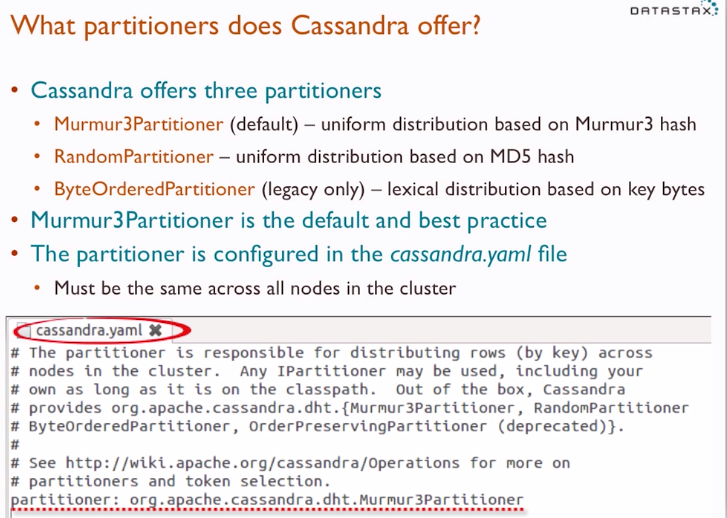 DATASTAX
What partitioners does Cassandra offer?
• Cassandra offers three partitioners
• Murmur3Partitioner (default) – uniform distribution based on Murmur3 hash
• RandomPartitioner – uniform distribution based on MD5 hash
• ByteOrderedPartitioner (legacy only) – lexical distribution based on key bytes
• Murmur3Partitioner is the default and best practice
• The partitioner is configured in the cassandra.yaml file
• Must be the same across all nodes in the cluster
cassandra.yaml ✖
# The partitioner is responsible for distributing rows (by key) across
# nodes in the cluster.  Any IPartitioner may be used, including your
# own as long as it is on the classpath.  Out of the box, Cassandra
# provides org.apache.cassandra.dht.{Murmur3Partitioner, RandomPartitioner
# ByteOrderedPartitioner, OrderPreservingPartitioner (deprecated)}.
#
# See http://wiki.apache.org/cassandra/Operations for more on
# partitioners and token selection.
partitioner: org.apache.cassandra.dht.Murmur3Partitioner